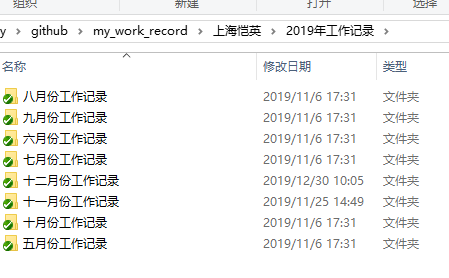 组织 新建 打开 选择
y › github › my_work_record › 上海恺英 › 2019年工作记录 ›
名称 修改日期 类型
八月份工作记录 2019/11/6 17:31 文件夹
九月份工作记录 2019/11/6 17:31 文件夹
六月份工作记录 2019/11/6 17:31 文件夹
七月份工作记录 2019/11/6 17:31 文件夹
十二月份工作记录 2019/12/30 10:05 文件夹
十一月份工作记录 2019/11/25 14:49 文件夹
十月份工作记录 2019/11/6 17:31 文件夹
五月份工作记录 2019/11/6 17:31 文件夹